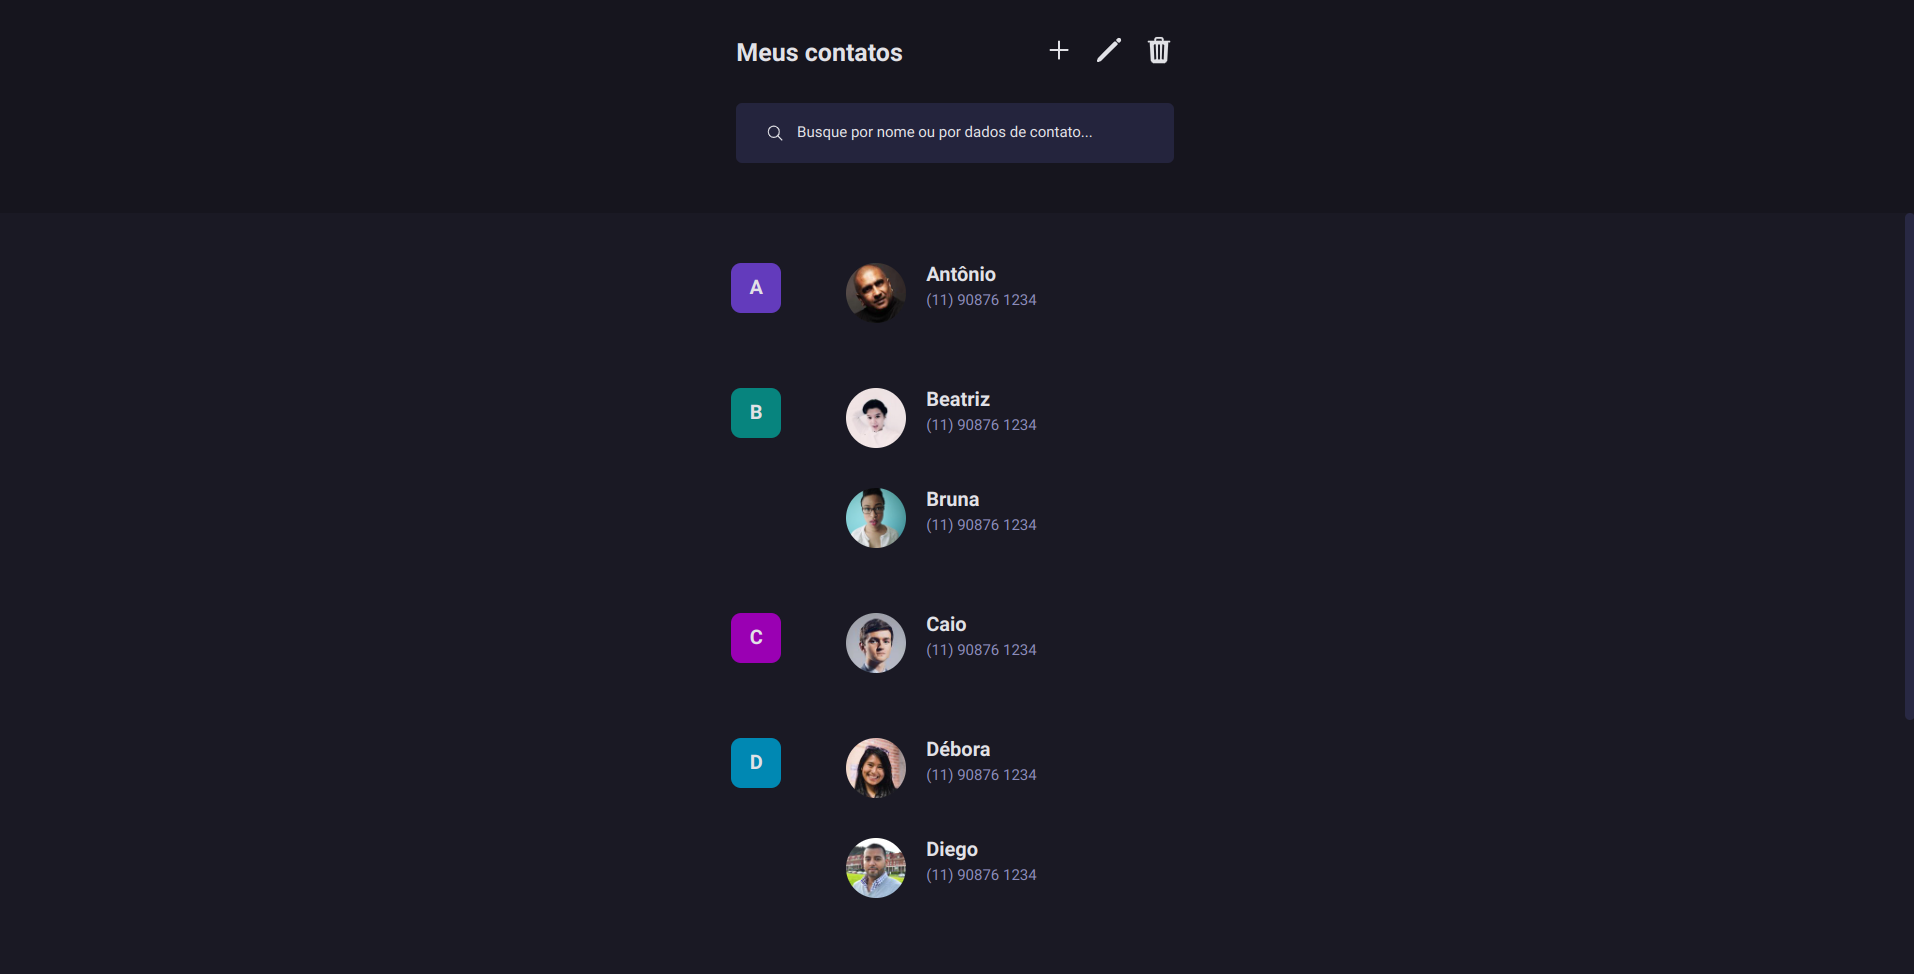 Meus contatos
Busque por nome ou por dados de contato...
A
Antônio
(11) 90876 1234
B
Beatriz
(11) 90876 1234
Bruna
(11) 90876 1234
C
Caio
(11) 90876 1234
D
Débora
(11) 90876 1234
Diego
(11) 90876 1234